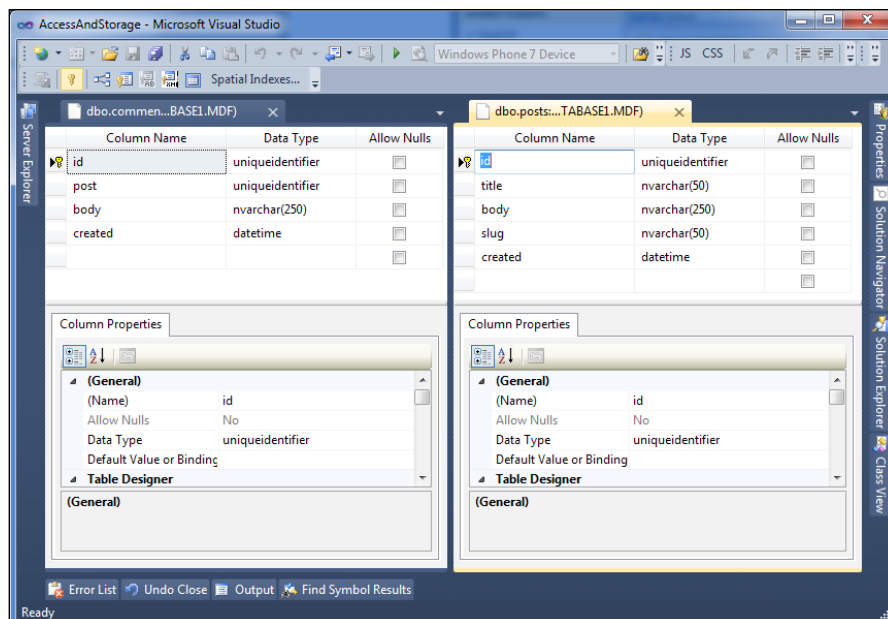 AccessAndStorage - Microsoft Visual Studio
Windows Phone 7 Device
JS CSS
Spatial Indexes...
Server Explorer
dbo.commen...BASE1.MDF)
Column Name Data Type Allow Nulls
id uniqueidentifier
post uniqueidentifier
body nvarchar(250)
created datetime
Column Properties
(General)
(Name) id
Allow Nulls No
Data Type uniqueidentifier
Default Value or Binding
Table Designer
(General)
dbo.posts:...TABASE1.MDF)
Column Name Data Type Allow Nulls
id uniqueidentifier
title nvarchar(50)
body nvarchar(250)
slug nvarchar(50)
created datetime
Column Properties
(General)
(Name) id
Allow Nulls No
Data Type uniqueidentifier
Default Value or Binding
Table Designer
(General)
Properties
Solution Navigator
Solution Explorer
Class View
Error List Undo Close Output Find Symbol Results
Ready